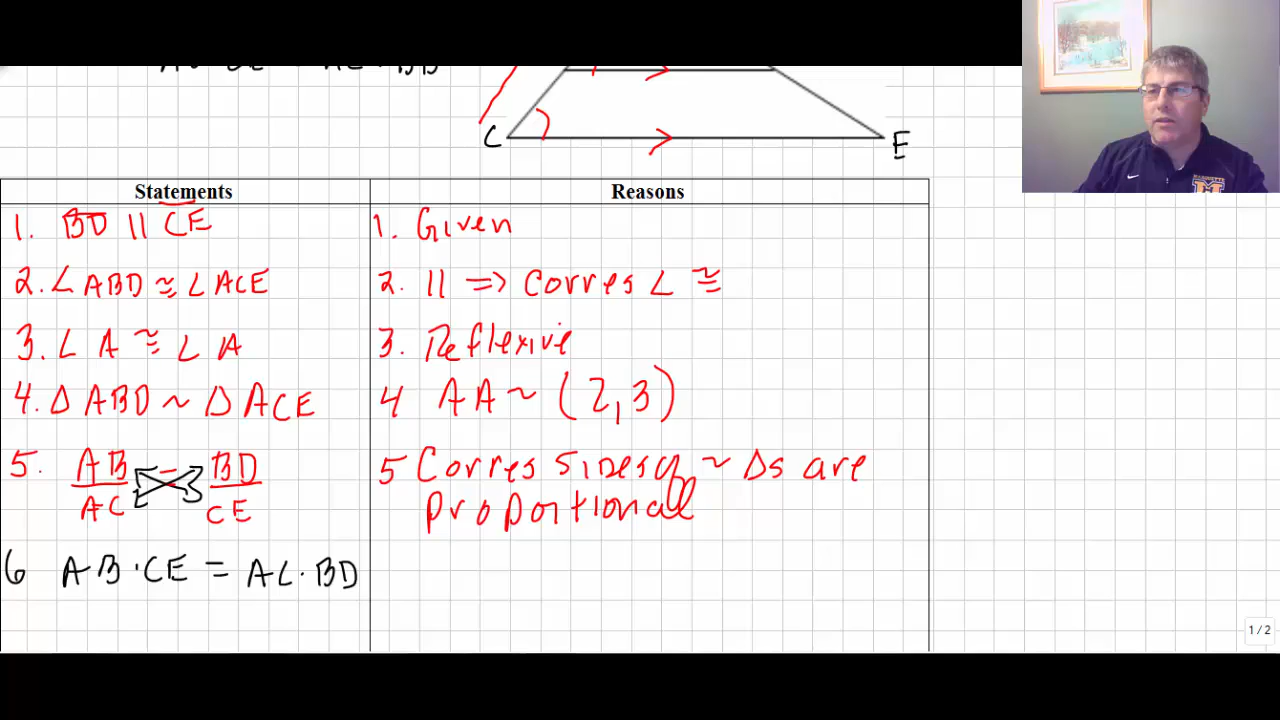 C
E
Statements
Reasons
1. BD || CE
1. Given
2. ∠ABD ≅ ∠ACE
2. || => Corres ∠ ≅
3. ∠A ≅ ∠A
3. Reflexive
4. Δ ABD ~ Δ ACE
4 AA ~ (2,3)
5. AB/AC = BD/CE
5 Corres Sides of ~ Δs are
proportional
6 AB · CE = AC · BD
1 / 2